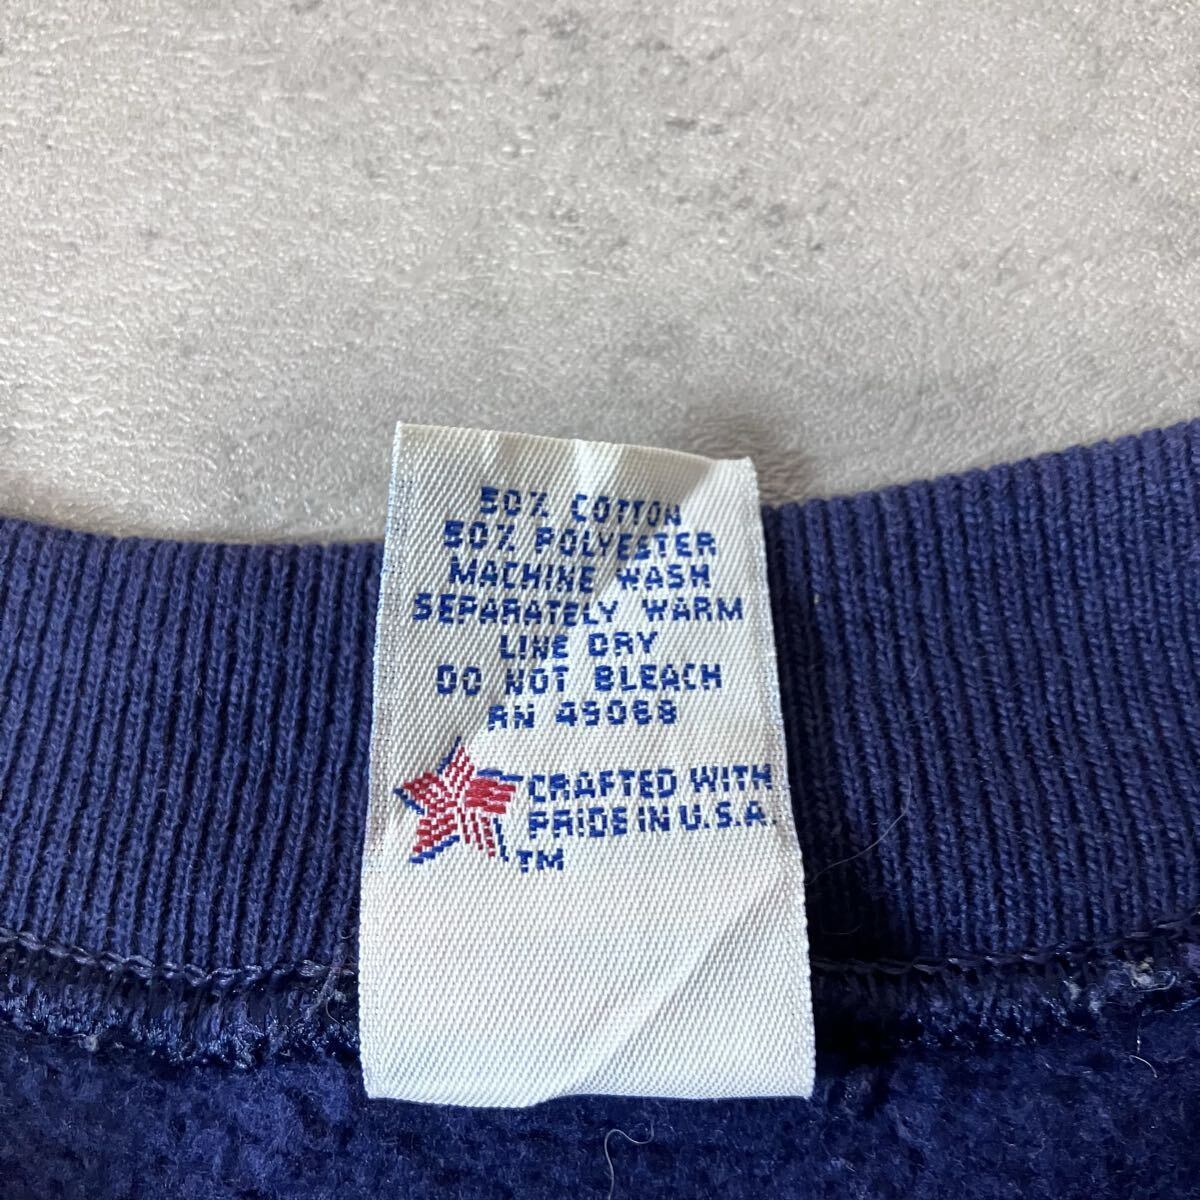 50% COTTON
50% POLYESTER
MACHINE WASH
SEPARATELY WARM
LINE DRY
DO NOT BLEACH
RN 49068
CRAFTED WITH
PRIDE IN U.S.A.
TM